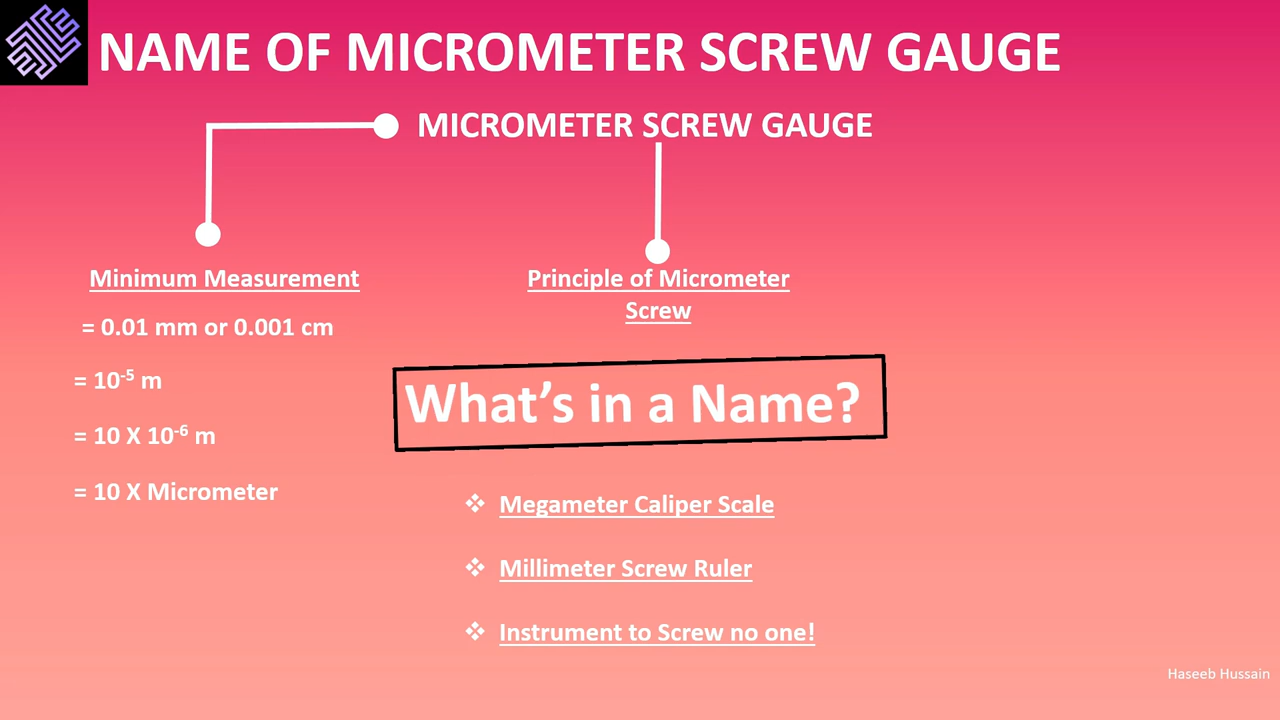 NAME OF MICROMETER SCREW GAUGE
MICROMETER SCREW GAUGE
Minimum Measurement
= 0.01 mm or 0.001 cm
= 10⁻⁵ m
= 10 X 10⁻⁶ m
= 10 X Micrometer
Principle of Micrometer
Screw
What’s in a Name?
❖ Megameter Caliper Scale
❖ Millimeter Screw Ruler
❖ Instrument to Screw no one!
Haseeb Hussain